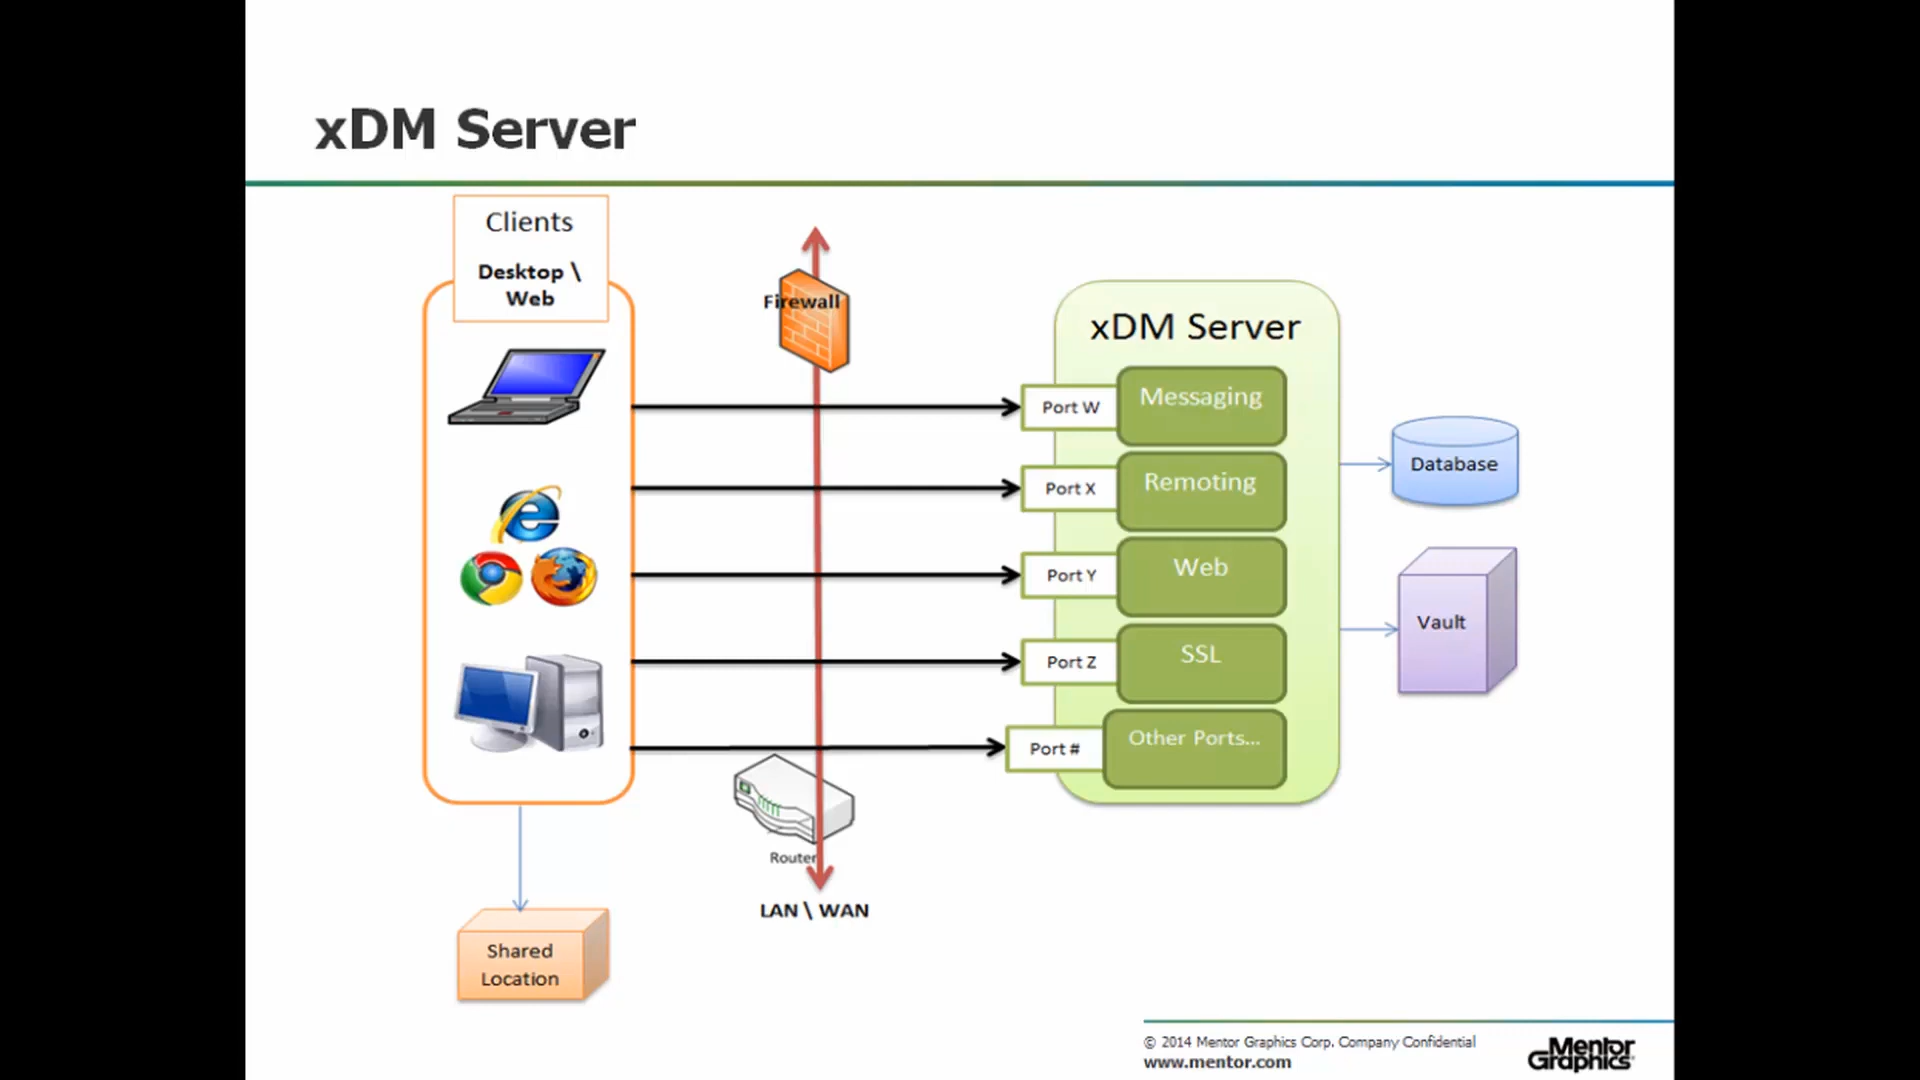 xDM Server
Clients
Desktop \
Web
Firewall
xDM Server
Port W
Messaging
Port X
Remoting
Port Y
Web
Port Z
SSL
Port #
Other Ports...
Database
Vault
Router
LAN \ WAN
Shared
Location
© 2014 Mentor Graphics Corp. Company Confidential
www.mentor.com
Mentor
Graphics